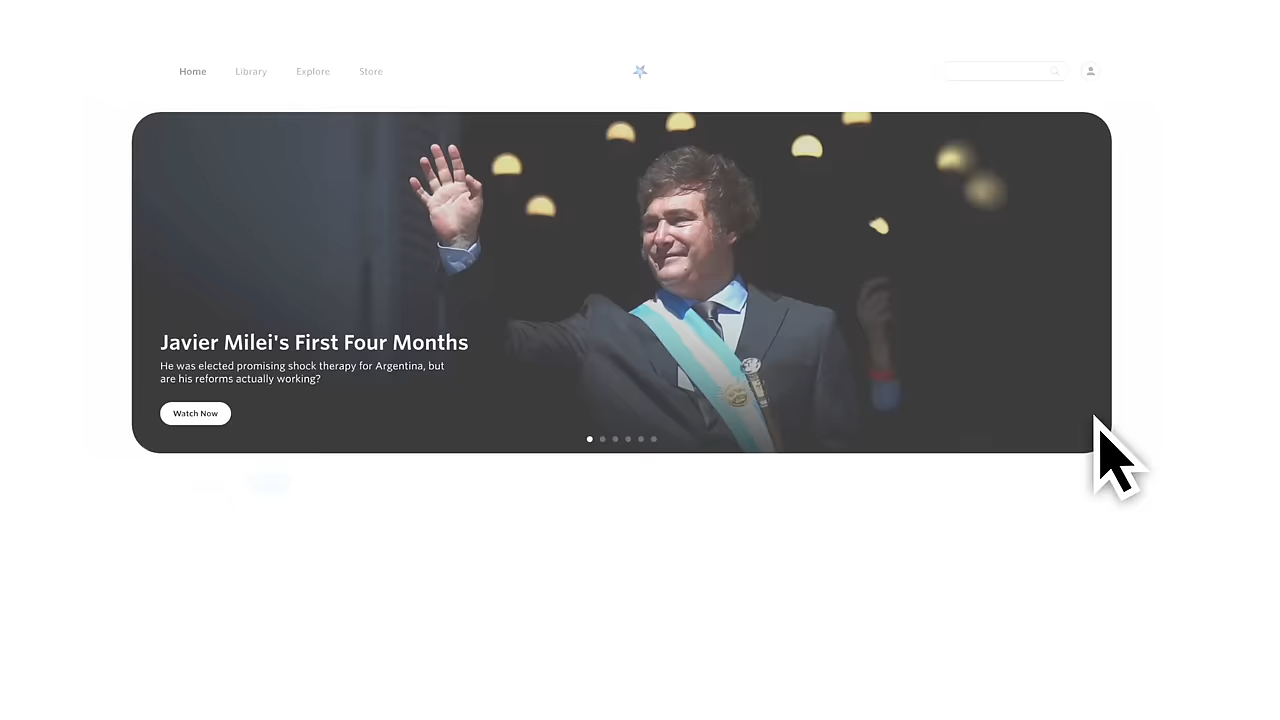 Home Library Explore Store
Javier Milei's First Four Months
He was elected promising shock therapy for Argentina, but
are his reforms actually working?
Watch Now